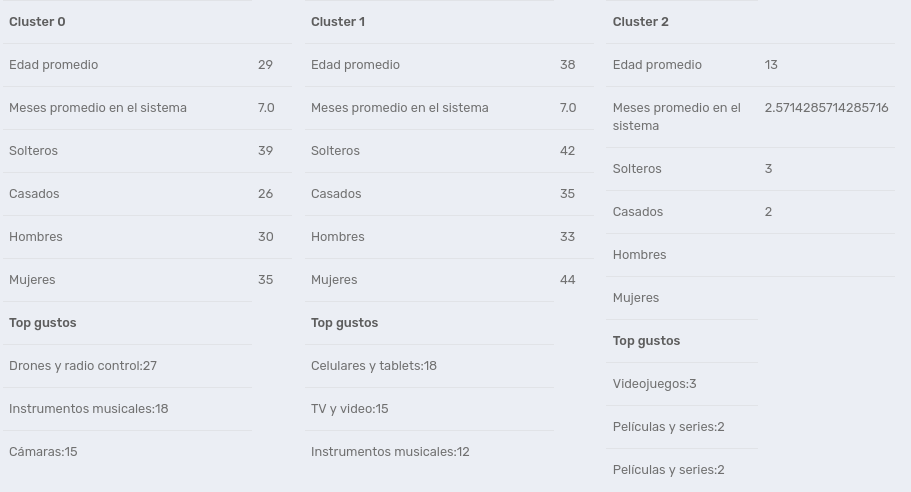 Cluster 0
Edad promedio 29
Meses promedio en el sistema 7.0
Solteros 39
Casados 26
Hombres 30
Mujeres 35
Top gustos
Drones y radio control:27
Instrumentos musicales:18
Cámaras:15
Cluster 1
Edad promedio 38
Meses promedio en el sistema 7.0
Solteros 42
Casados 35
Hombres 33
Mujeres 44
Top gustos
Celulares y tablets:18
TV y video:15
Instrumentos musicales:12
Cluster 2
Edad promedio 13
Meses promedio en el 2.5714285714285716
sistema
Solteros 3
Casados 2
Hombres
Mujeres
Top gustos
Videojuegos:3
Películas y series:2
Películas y series:2